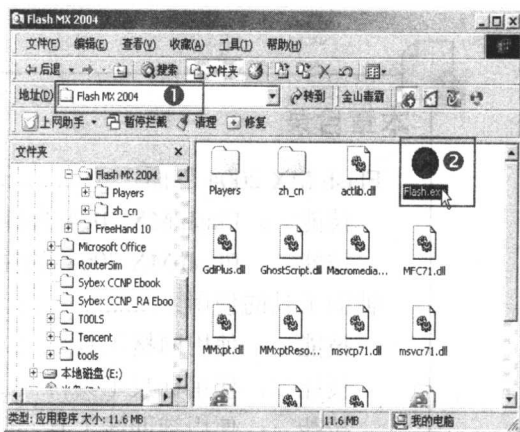 Flash MX 2004
文件(F) 编辑(E) 查看(V) 收藏(A) 工具(T) 帮助(H)
后退 搜索 文件夹
地址(D) Flash MX 2004 ❶ 转到 金山毒霸
上网助手 暂停拦截 清理 修复
文件夹 ×
Flash MX 2004
Players
zh_cn
FreeHand 10
Microsoft Office
RouterSim
Sybex CCNP Ebook
Sybex CCNP_RA Eboo
TOOLS
Tencent
tools
本地磁盘 (E:)
❷
Players zh_cn actlib.dll Flash.ex
GdiPlus.dll GhostScript.dll Macromedia... MFC71.dll
MMxpt.dll MMxptReso... msvcp71.dll msvcr71.dll
类型: 应用程序 大小: 11.6 MB 11.6 MB 我的电脑